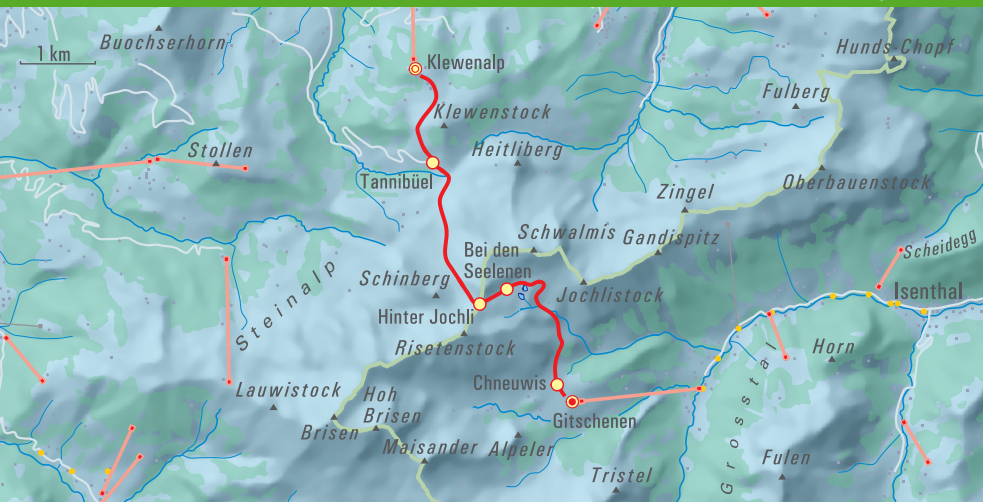 Hunds-Chopf
Buochserhorn
1 km
Klewenalp
Fulberg
Klewenstock
Stollen
Heitliberg
Tannibüel
Oberbauenstock
Zingel
Schwalmis
Gandispitz
Scheidegg
Bei den
Seelenen
Schinberg
Steinalp
Jochlistock
Isenthal
Hinter Jochli
Risetenstock
Horn
Chneuwis
Lauwistock
Hoh
Brisen
Gitschenen
Brisen
Maisander
Alpeler
Grosstal
Fulen
Tristel